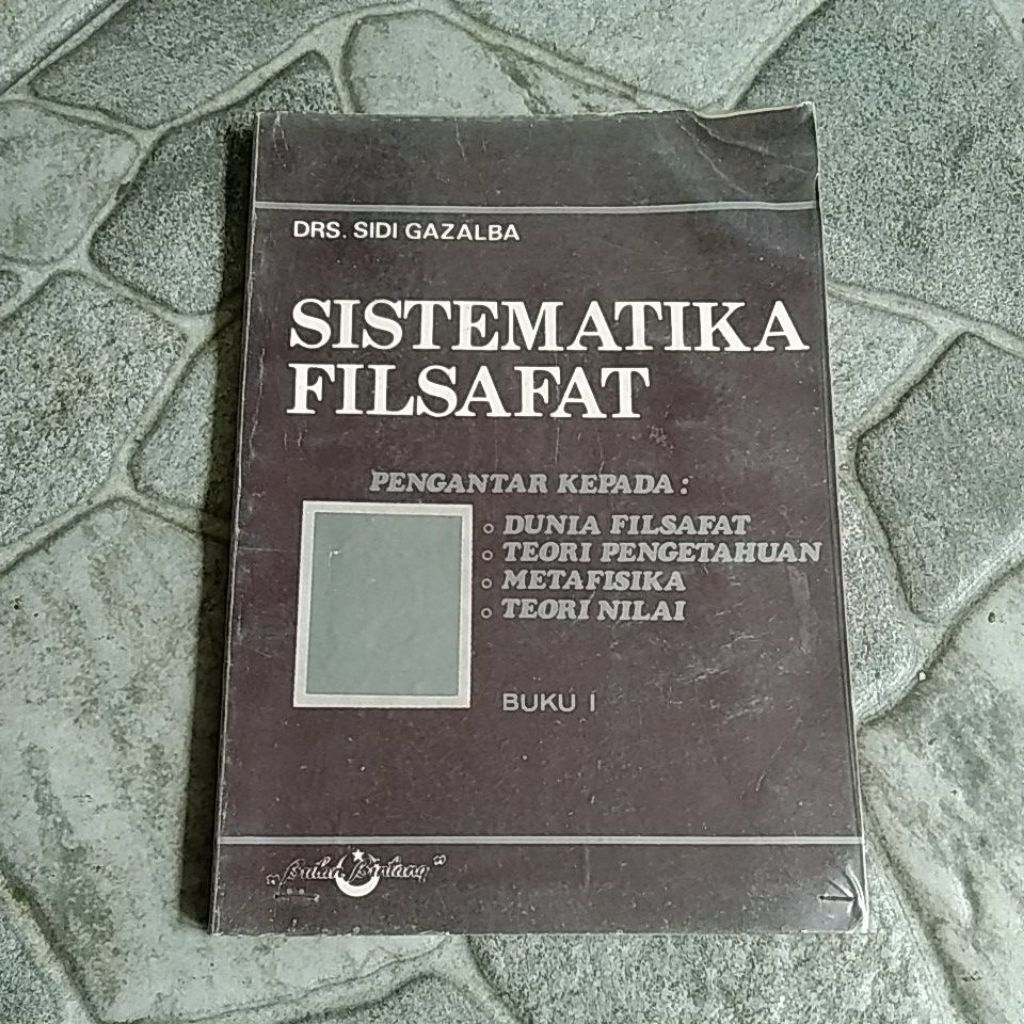 DRS. SIDI GAZALBA
SISTEMATIKA
FILSAFAT
PENGANTAR KEPADA :
DUNIA FILSAFAT
TEORI PENGETAHUAN
METAFISIKA
TEORI NILAI
BUKU I
„Bulan Bintang"